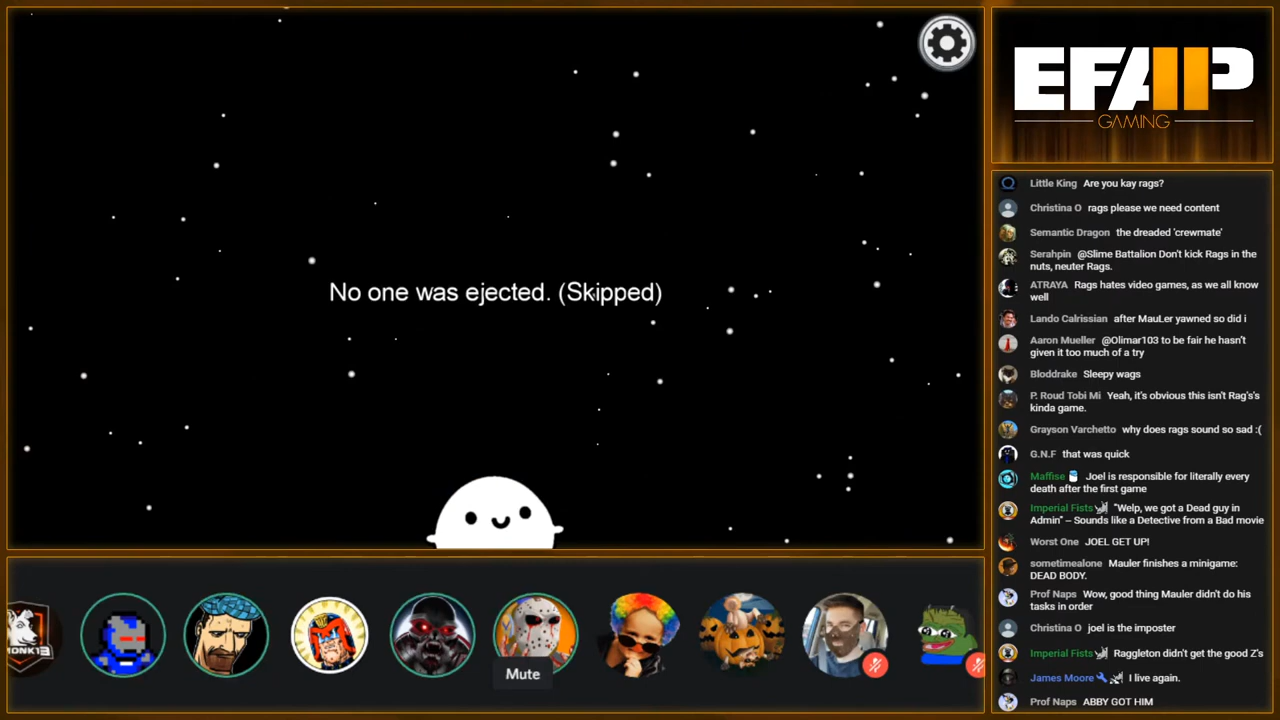 No one was ejected. (Skipped)
EFAP
GAMING
Little King Are you kay rags?
Christina O rags please we need content
Semantic Dragon the dreaded 'crewmate'
Serahpin @Slime Battalion Don't kick Rags in the
nuts, neuter Rags.
ATRAYA Rags hates video games, as we all know
well
Lando Calrissian after MauLer yawned so did i
Aaron Mueller @Olimar103 to be fair he hasn't
given it too much of a try
Bloddrake Sleepy wags
P. Roud Tobi Mi Yeah, it's obvious this isn't Rag's's
kinda game.
Grayson Varchetto why does rags sound so sad :(
G.N.F that was quick
Maffise Joel is responsible for literally every
death after the first game
Imperial Fists "Welp, we got a Dead guy in
Admin" – Sounds like a Detective from a Bad movie
Worst One JOEL GET UP!
sometimealone Mauler finishes a minigame:
DEAD BODY.
Prof Naps Wow, good thing Mauler didn't do his
tasks in order
Christina O joel is the imposter
Imperial Fists Raggleton didn't get the good Z's
James Moore I live again.
Prof Naps ABBY GOT HIM
Mute